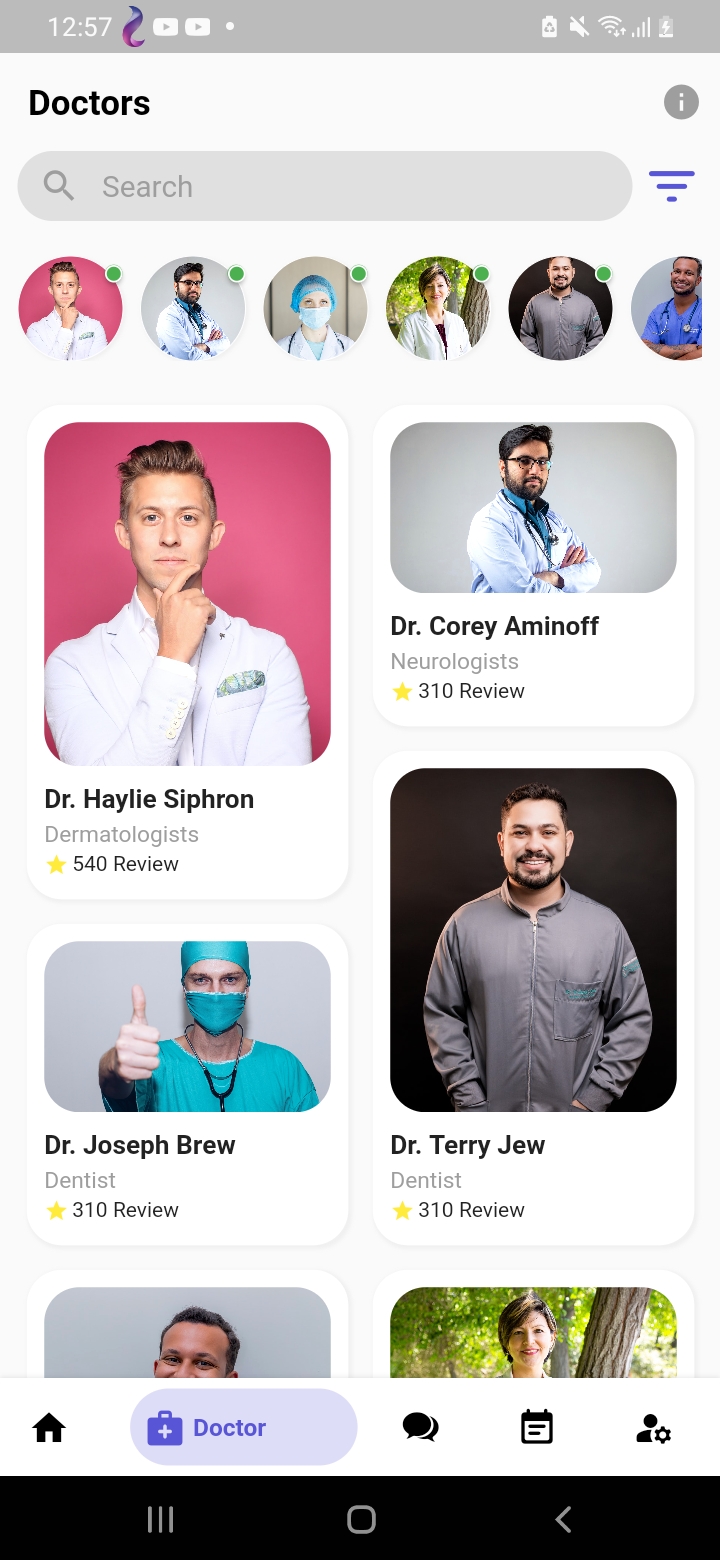 12:57
Doctors
Search
Dr. Haylie Siphron
Dermatologists
540 Review
Dr. Corey Aminoff
Neurologists
310 Review
Dr. Joseph Brew
Dentist
310 Review
Dr. Terry Jew
Dentist
310 Review
Doctor